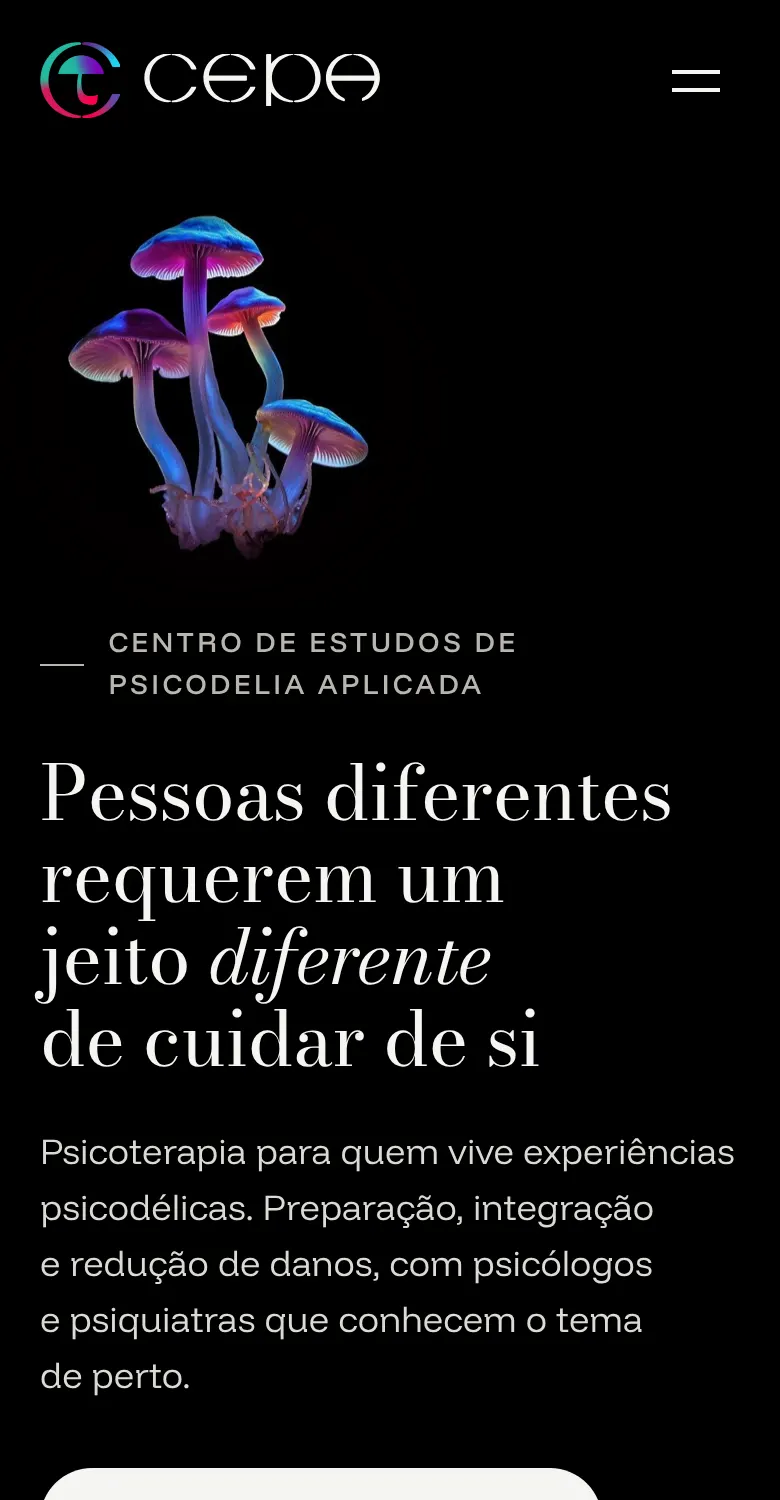 cepa
CENTRO DE ESTUDOS DE
PSICODELIA APLICADA
Pessoas diferentes
requerem um
jeito diferente
de cuidar de si
Psicoterapia para quem vive experiências
psicodélicas. Preparação, integração
e redução de danos, com psicólogos
e psiquiatras que conhecem o tema
de perto.